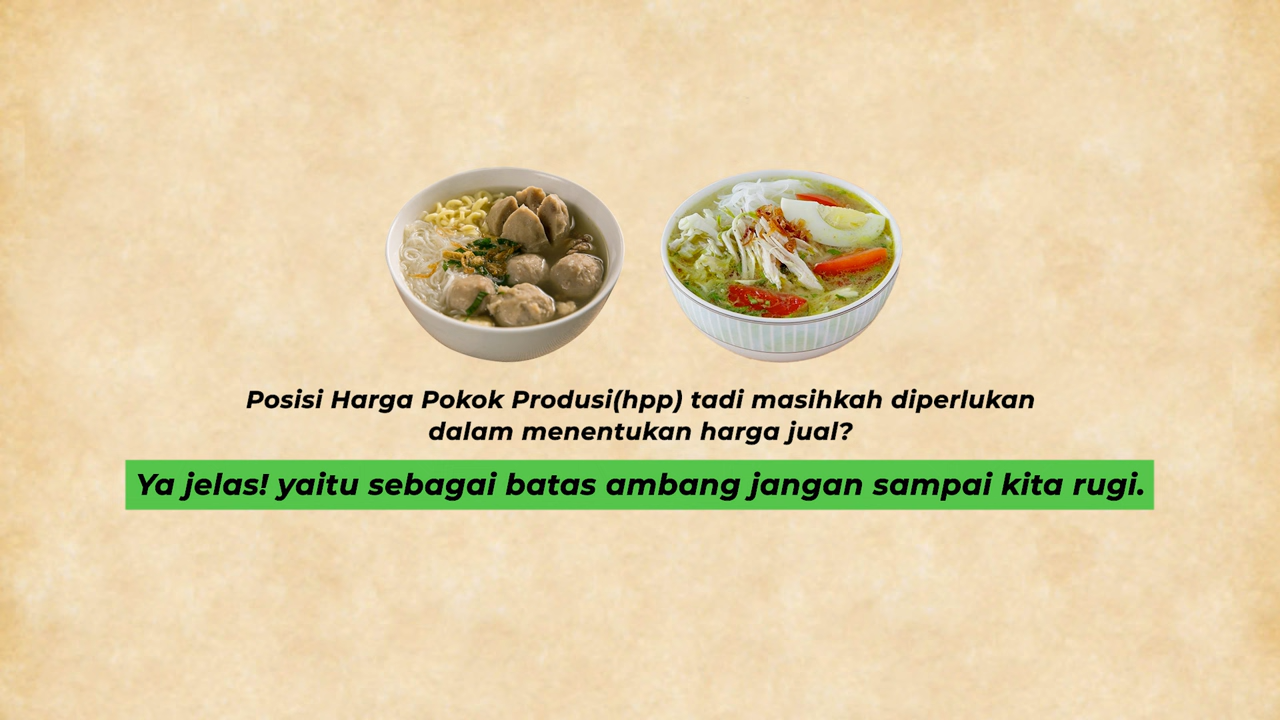 Posisi Harga Pokok Produsi(hpp) tadi masihkah diperlukan
dalam menentukan harga jual?
Ya jelas! yaitu sebagai batas ambang jangan sampai kita rugi.